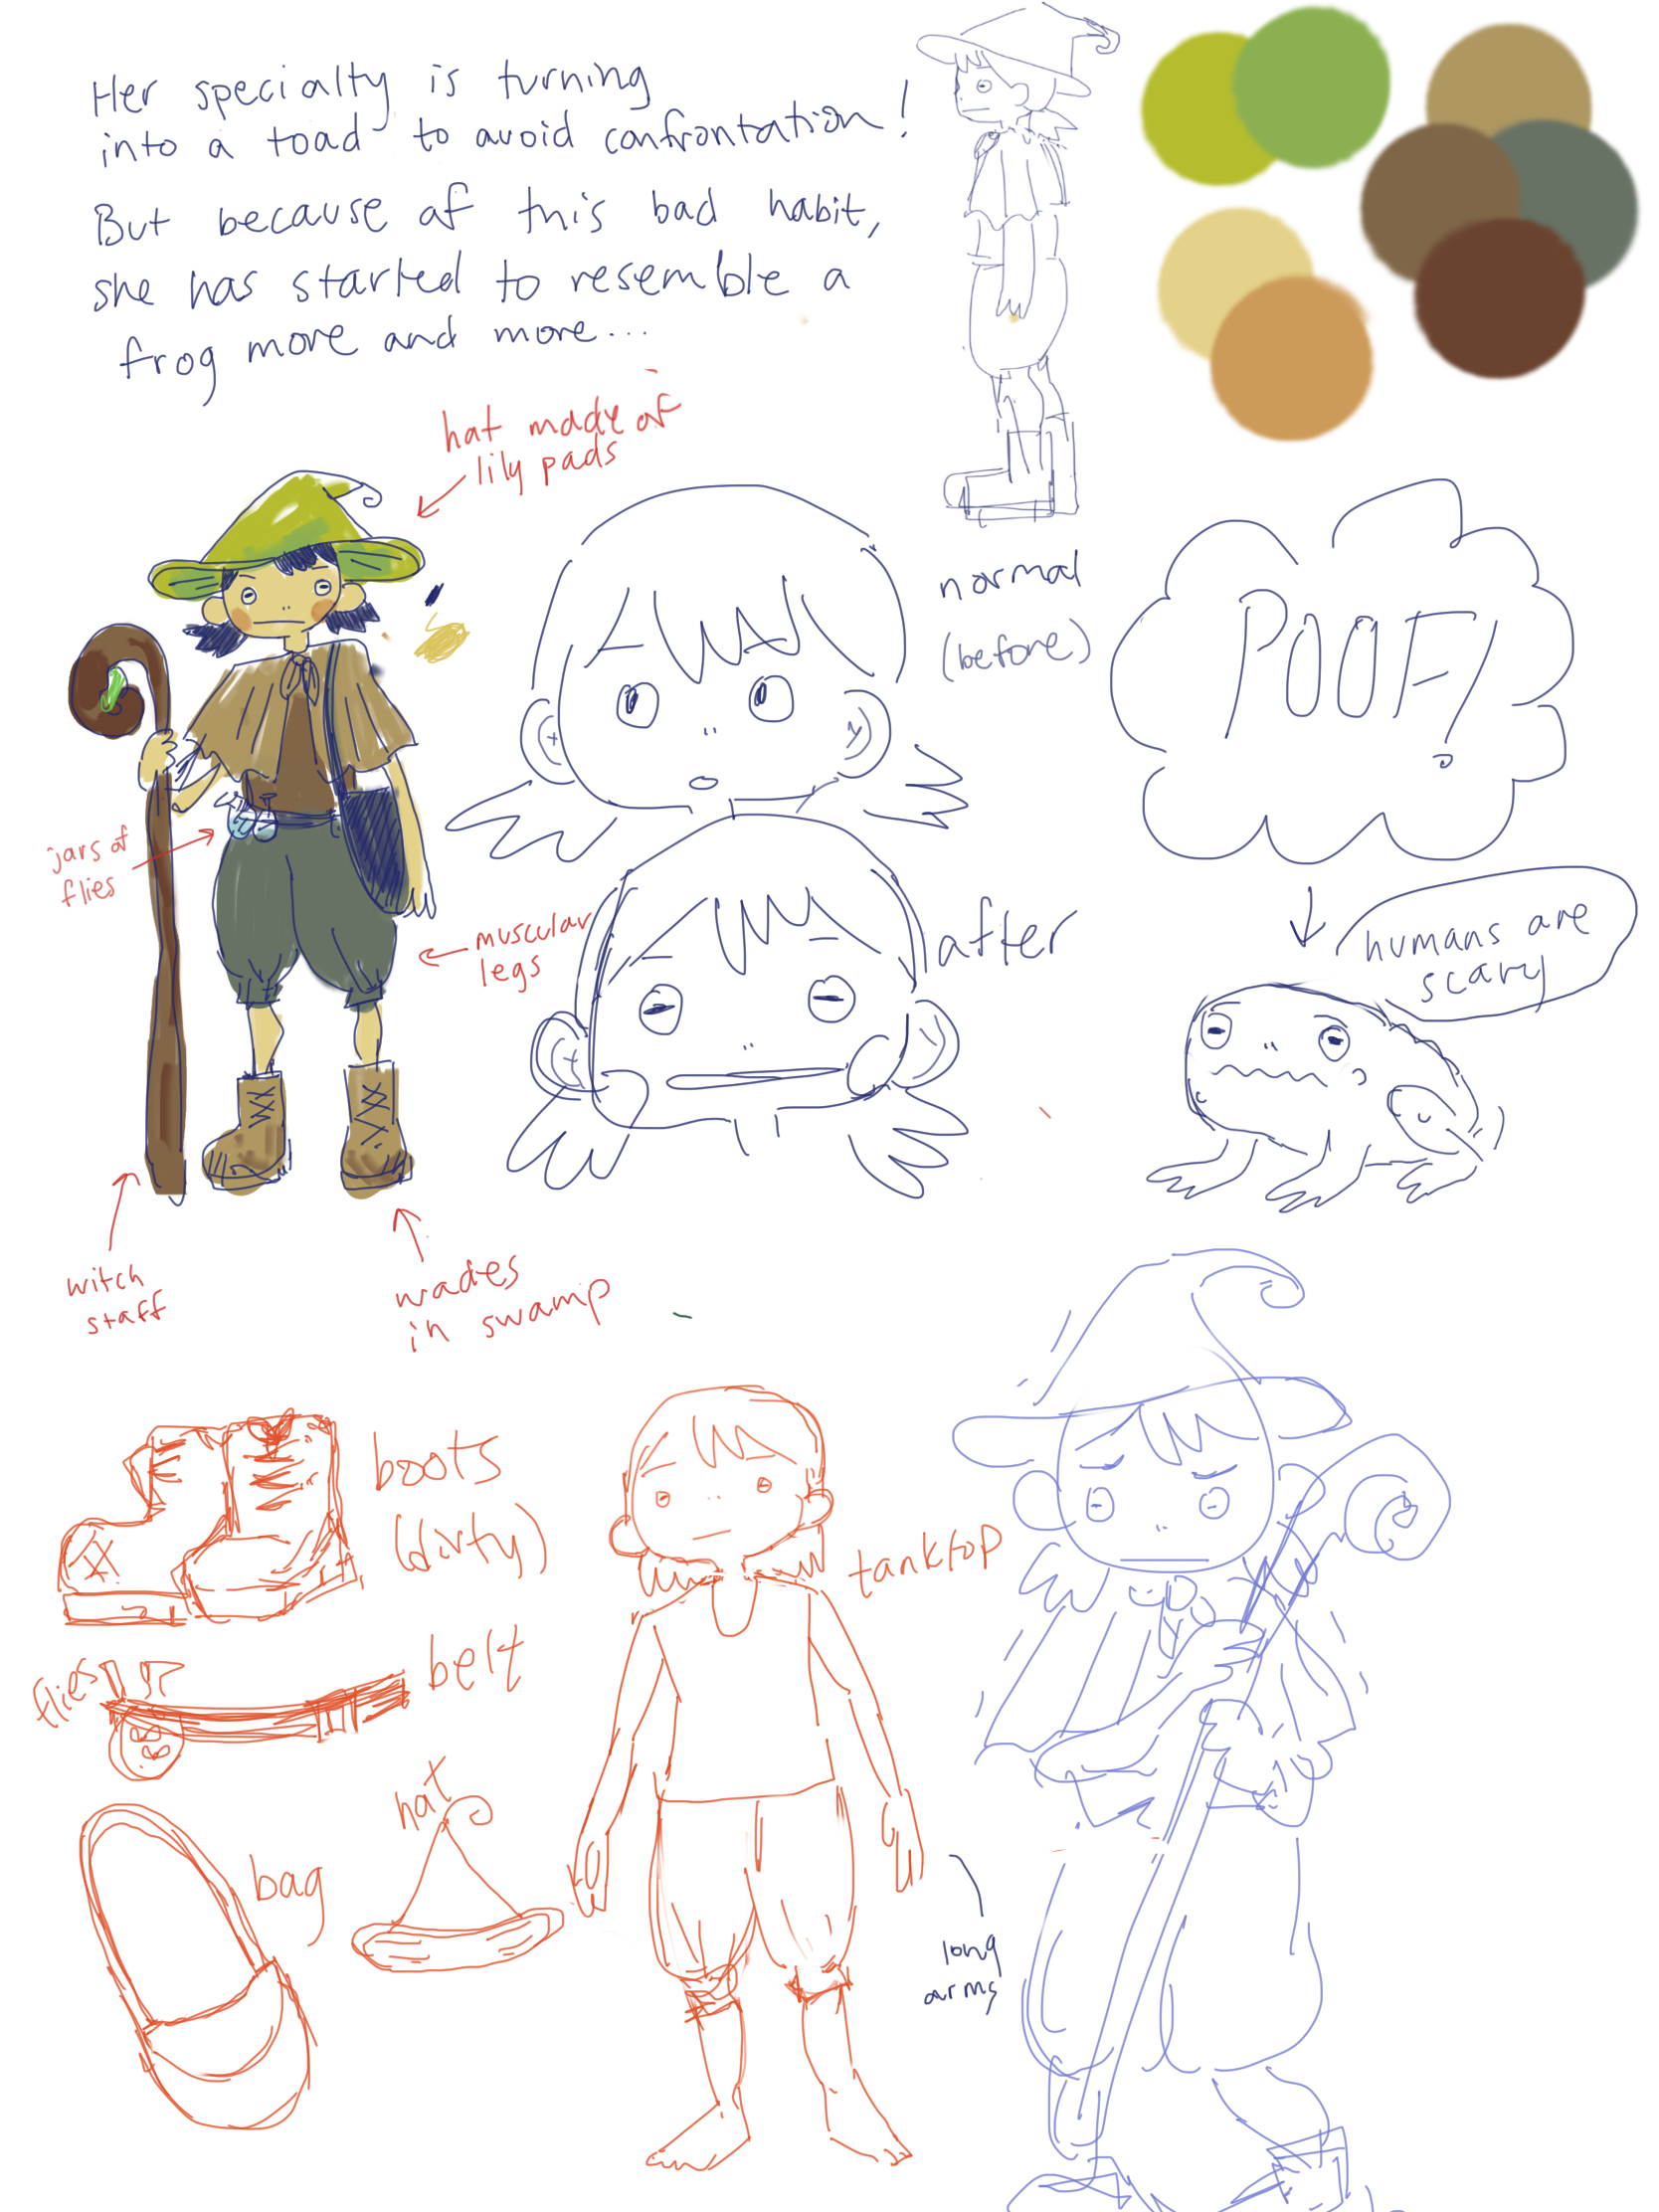 Her specialty is turning
into a toad to avoid confrontation!
But because of this bad habit,
she has started to resemble a
frog more and more...
hat made of
lily pads
normal
(before)
POOF!
jars of
flies
muscular
legs
after
humans are
scary
witch
staff
wades
in swamp
boots
(dirty)
tanktop
flies
belt
hat
bag
long
arms